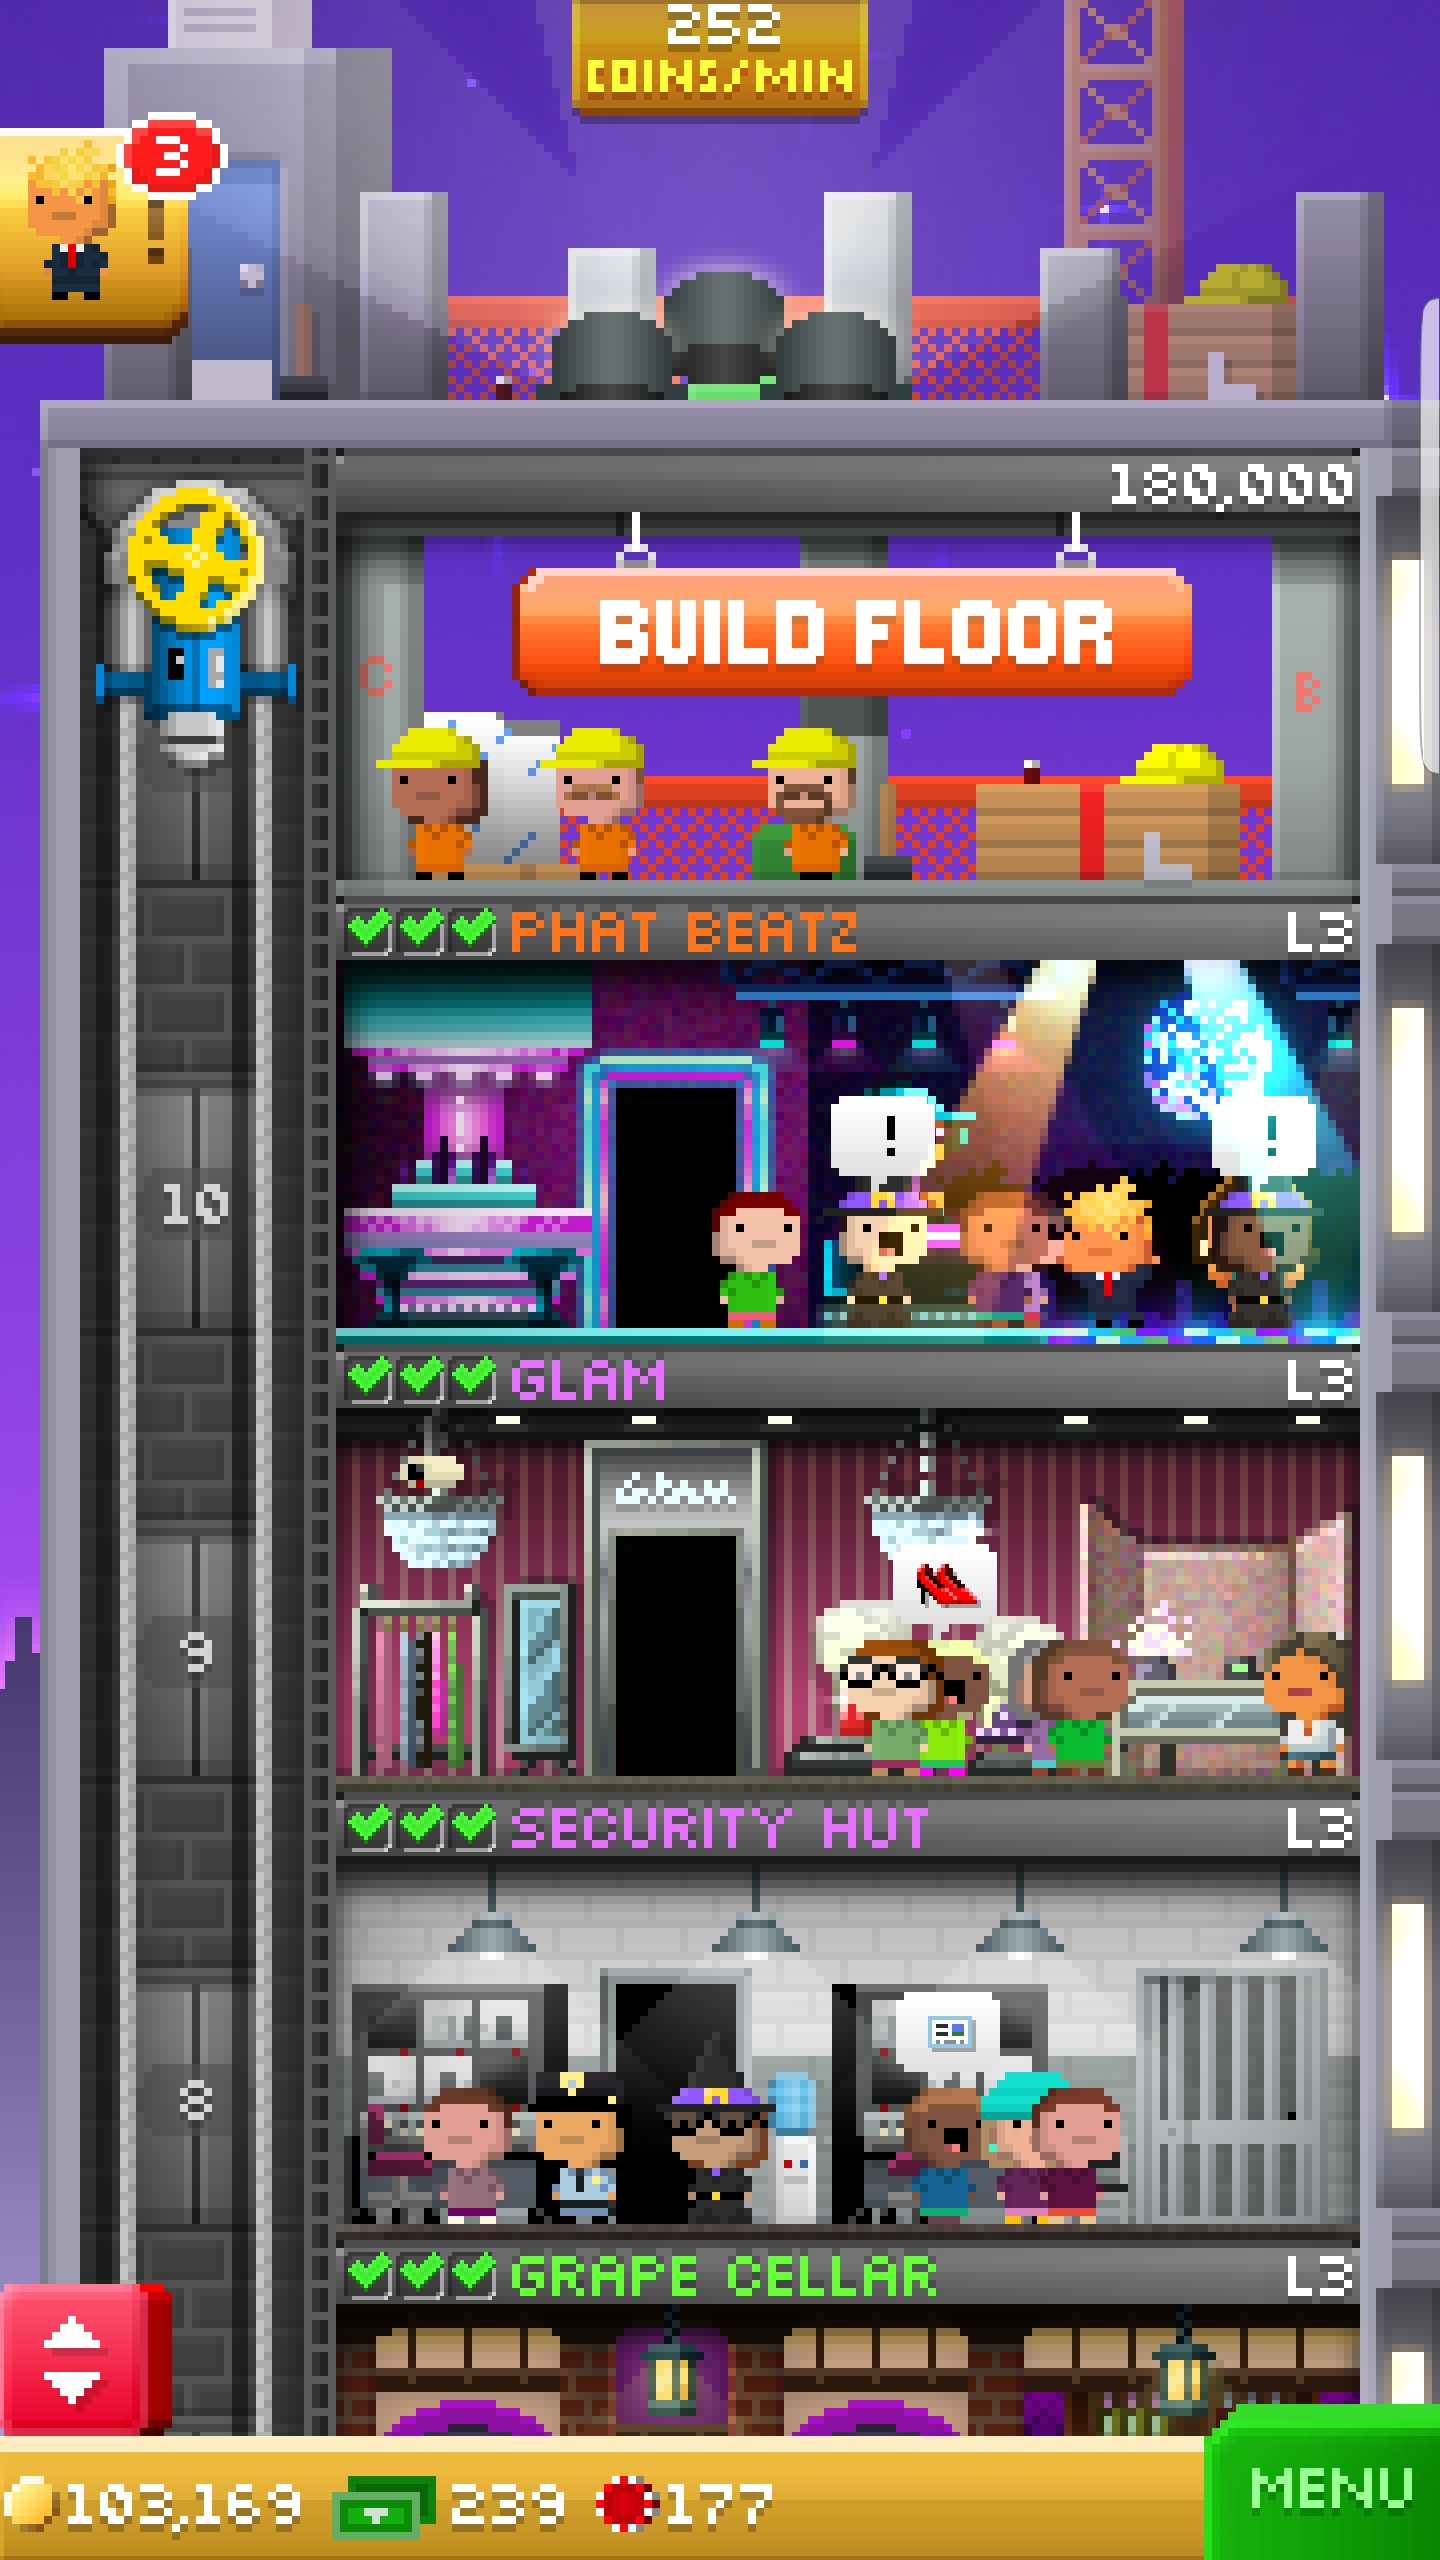 252
COINS/MIN
3
!
180,000
BUILD FLOOR
C
B
PHAT BEATZ L3
!
!
10
GLAM L3
Glam
9
SECURITY HUT L3
8
GRAPE CELLAR L3
103,169 239 177
MENU